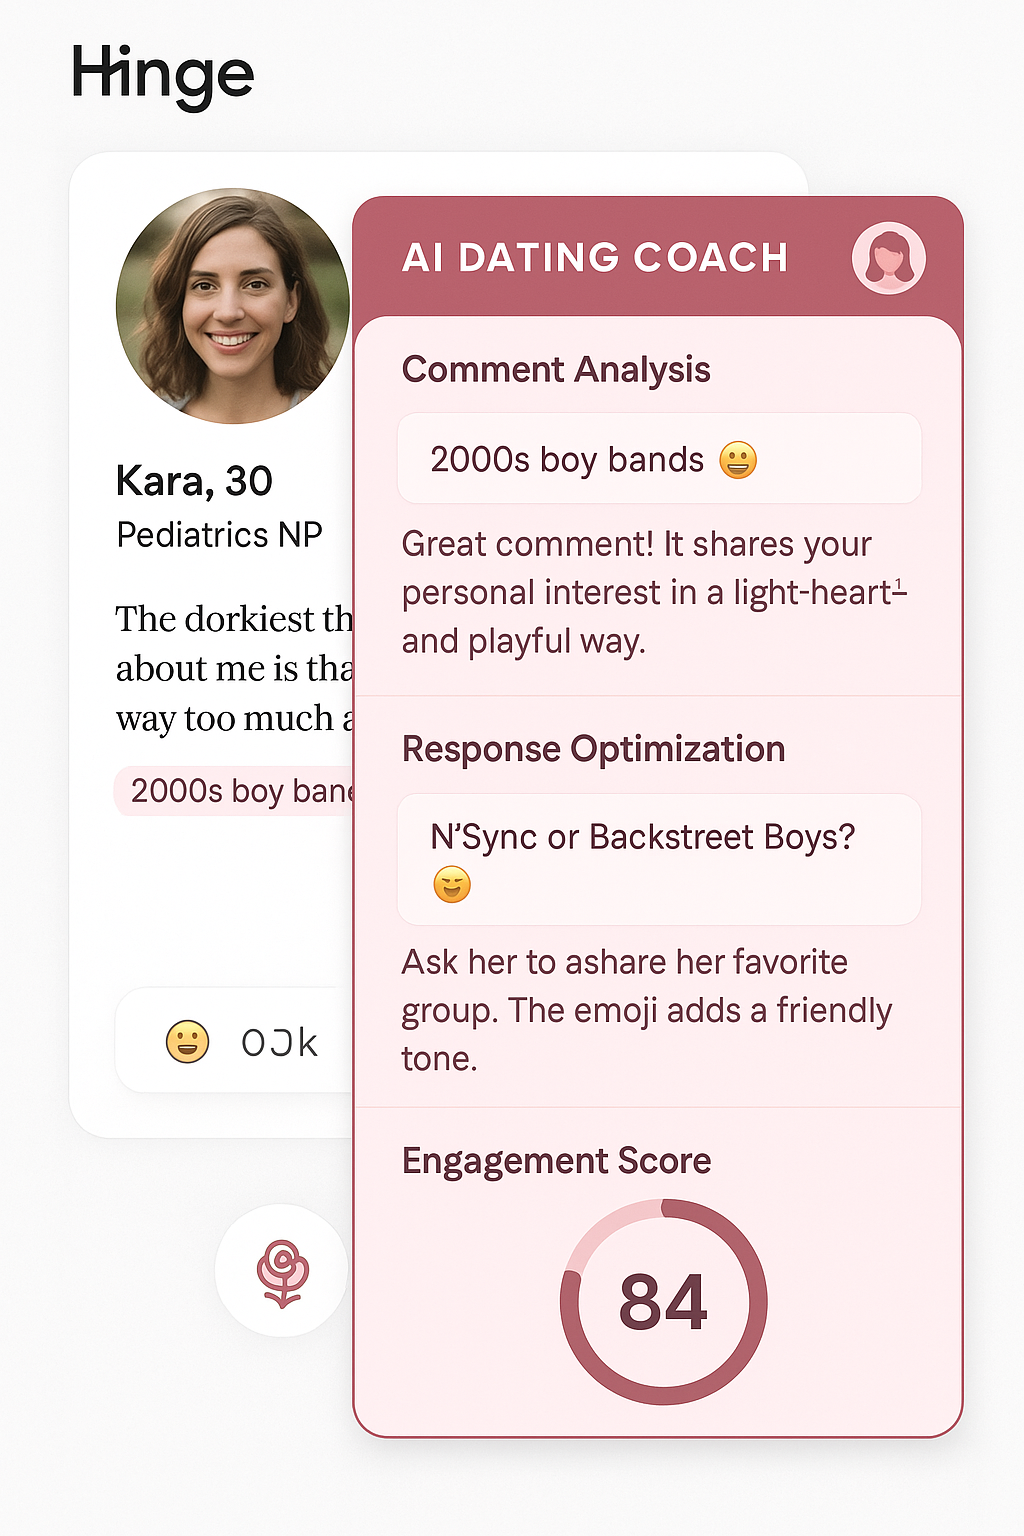 Hinge
Kara, 30
Pediatrics NP
The dorkiest th
about me is tha
way too much a
2000s boy bane
OJk
AI DATING COACH
Comment Analysis
2000s boy bands 😀
Great comment! It shares your
personal interest in a light-heart¹–
and playful way.
Response Optimization
N’Sync or Backstreet Boys?
Ask her to ashare her favorite
group. The emoji adds a friendly
tone.
Engagement Score
84